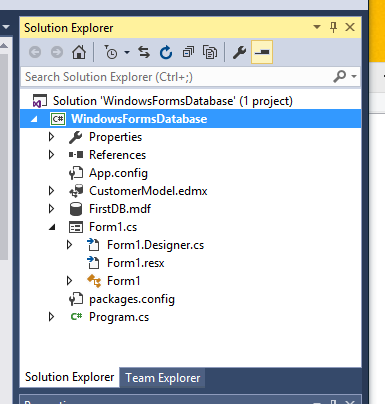 Solution Explorer
Search Solution Explorer (Ctrl+;)
Solution 'WindowsFormsDatabase' (1 project)
C# WindowsFormsDatabase
Properties
References
App.config
CustomerModel.edmx
FirstDB.mdf
Form1.cs
Form1.Designer.cs
Form1.resx
Form1
packages.config
C# Program.cs
Solution Explorer Team Explorer